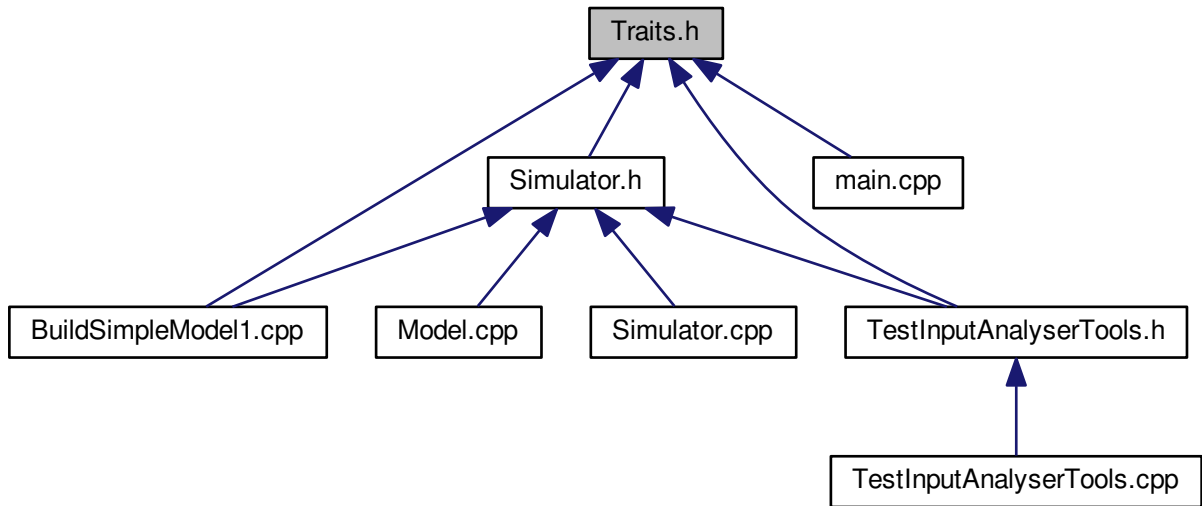 Traits.h
Simulator.h
main.cpp
BuildSimpleModel1.cpp
Model.cpp
Simulator.cpp
TestInputAnalyserTools.h
TestInputAnalyserTools.cpp